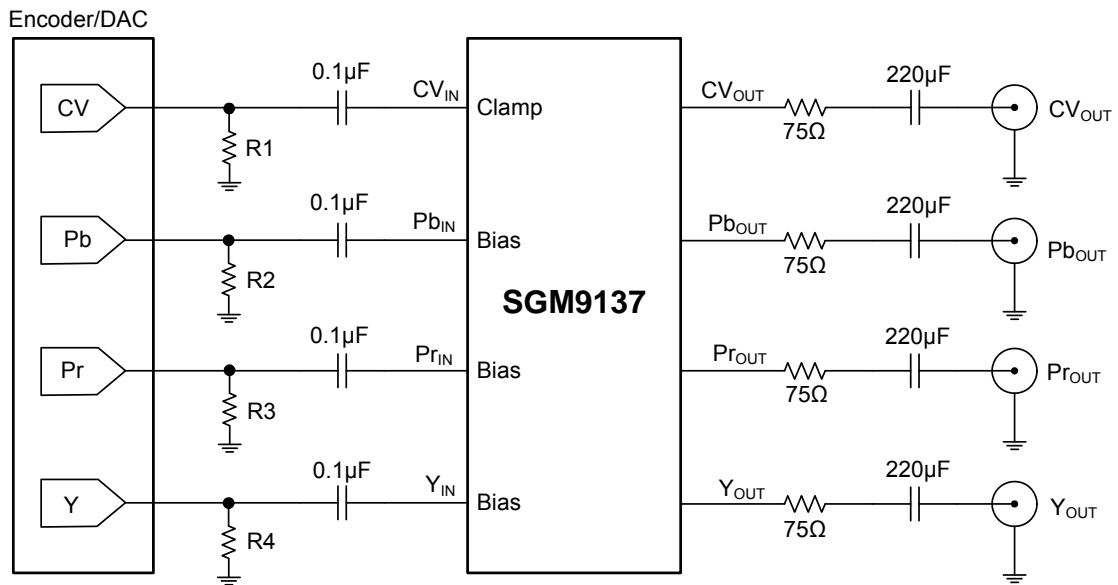 Encoder/DAC
CV
R1
0.1µF
CV_IN
Clamp
CV_OUT
75Ω
220µF
CV_OUT
Pb
R2
0.1µF
Pb_IN
Bias
Pb_OUT
75Ω
220µF
Pb_OUT
SGM9137
Pr
R3
0.1µF
Pr_IN
Bias
Pr_OUT
75Ω
220µF
Pr_OUT
Y
R4
0.1µF
Y_IN
Bias
Y_OUT
75Ω
220µF
Y_OUT